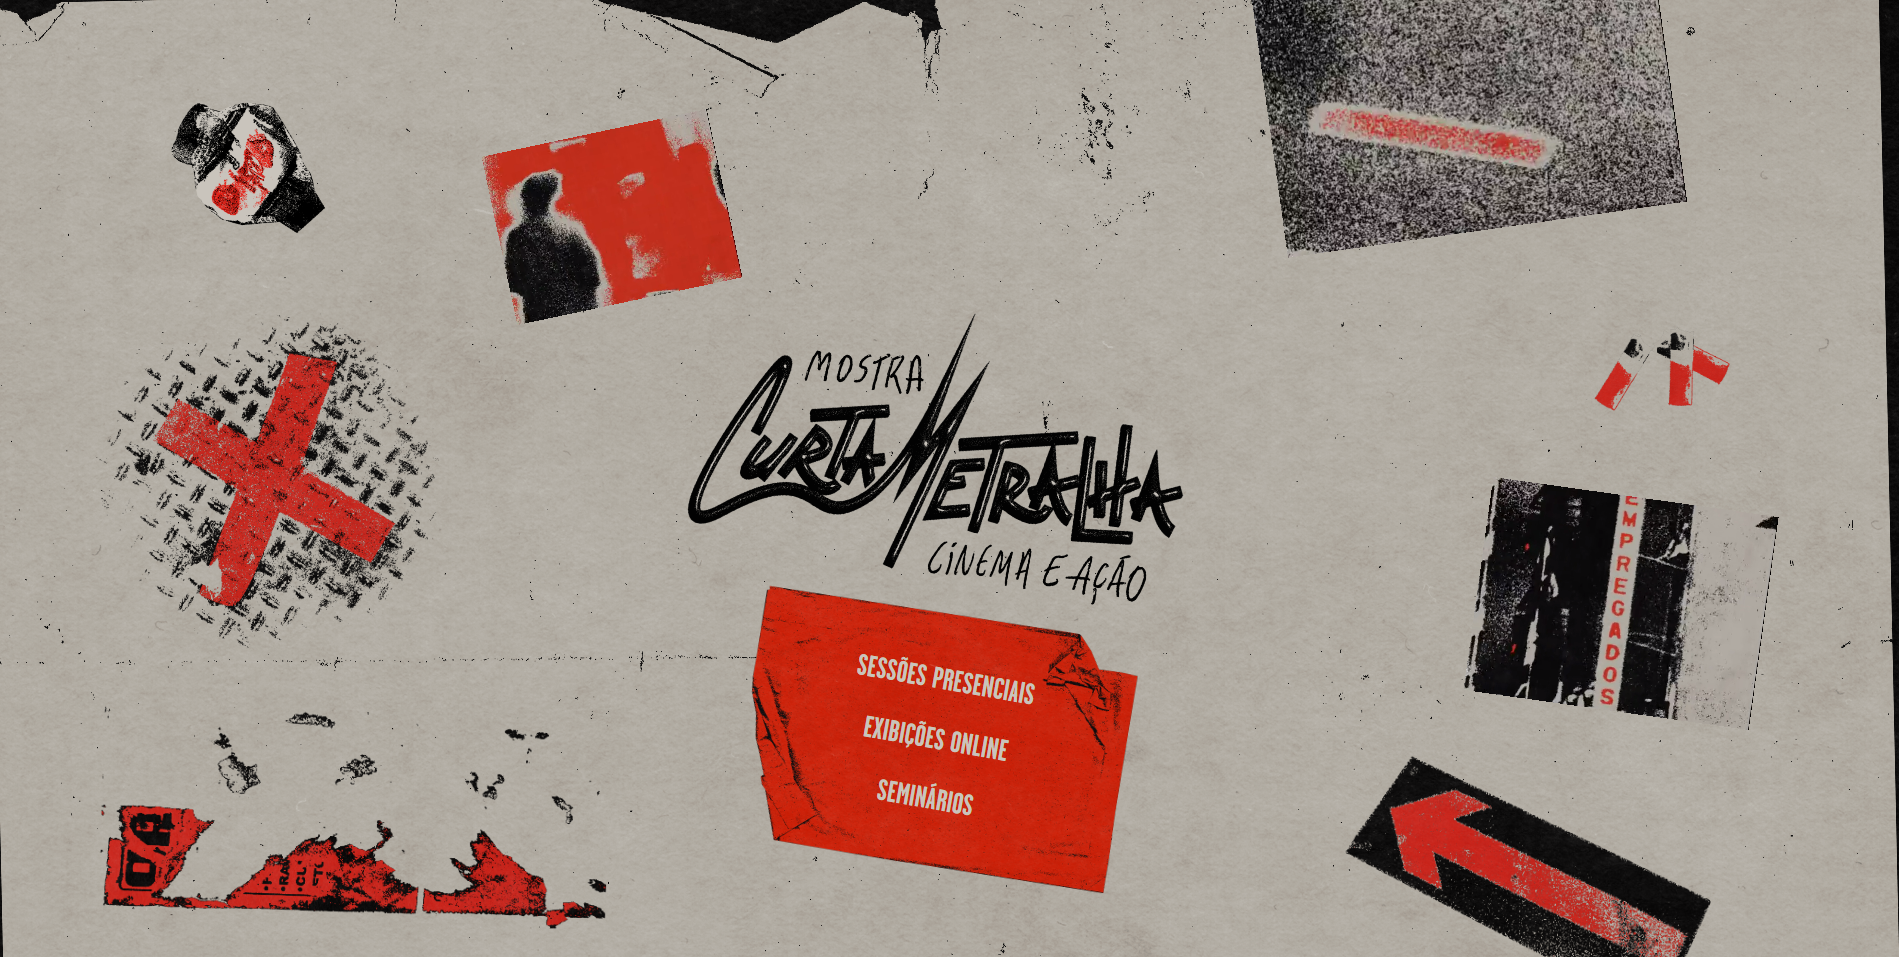 MOSTRA
CURTA METRALHA
CINEMA E AÇÃO
EMPREGADOS
SESSÕES PRESENCIAIS
EXIBIÇÕES ONLINE
SEMINÁRIOS